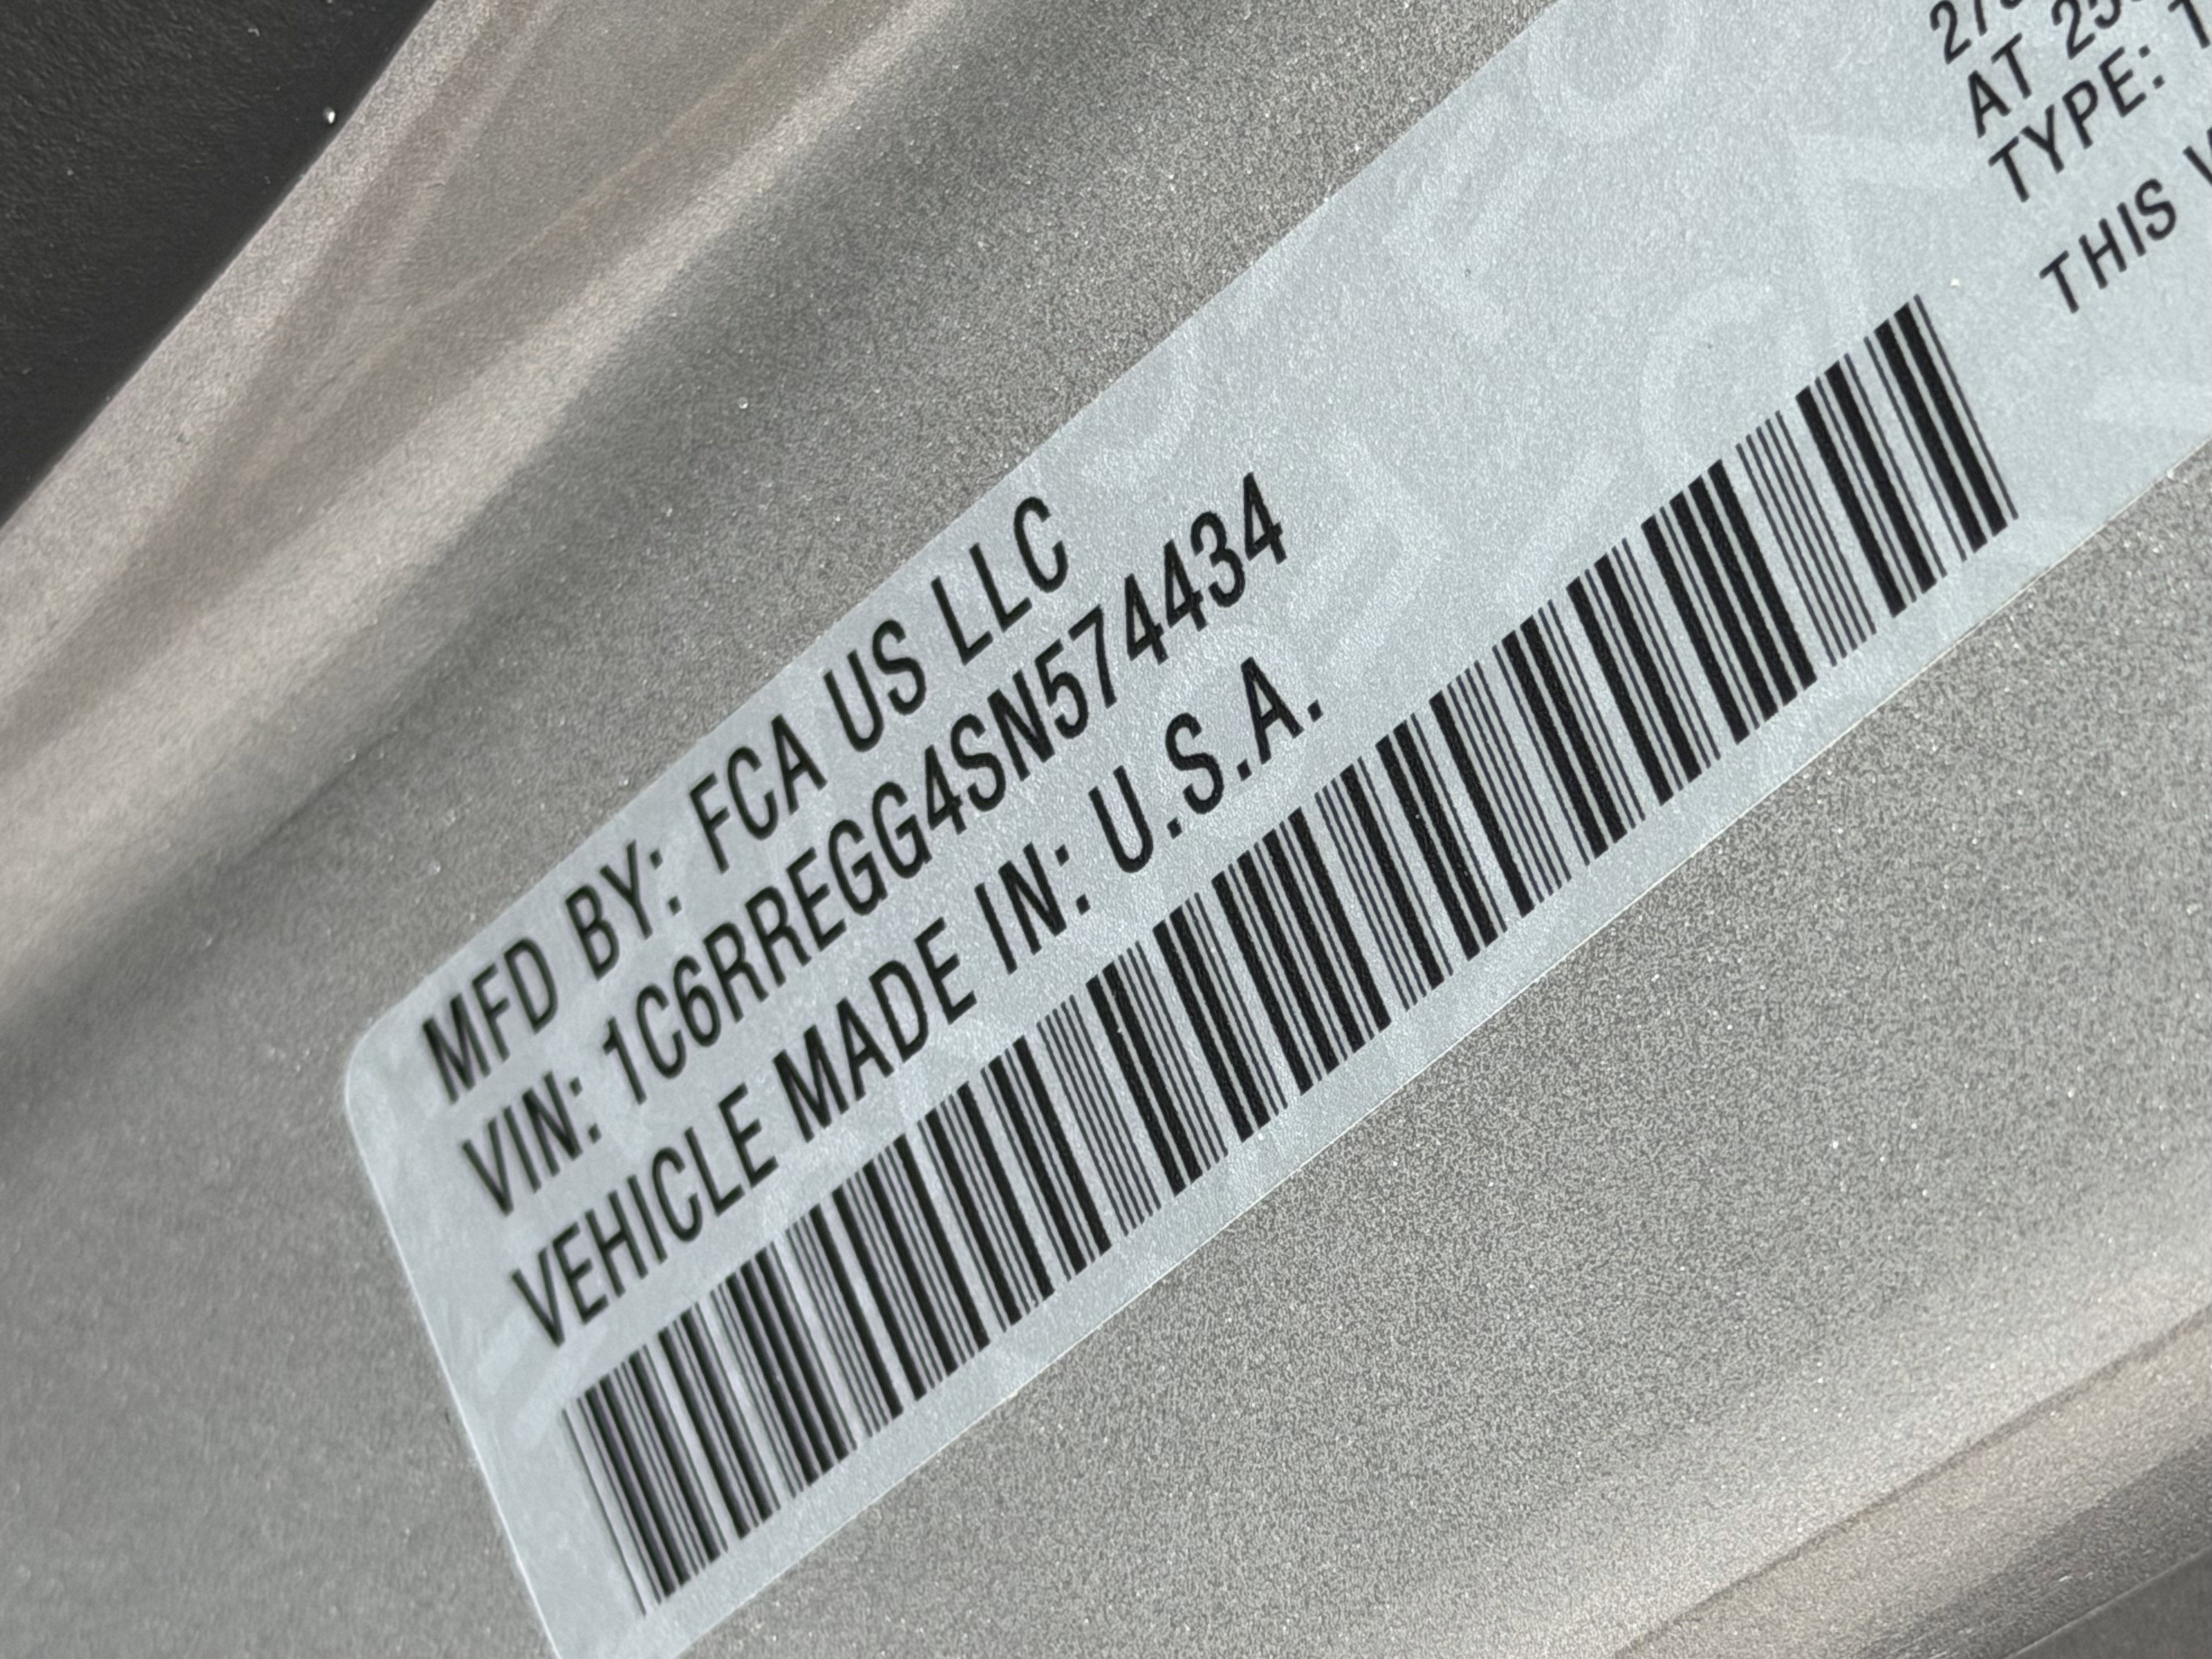 MFD BY: FCA US LLC
VIN: 1C6RREGG4SN574434
VEHICLE MADE IN: U.S.A.
AT
TYPE:
THIS